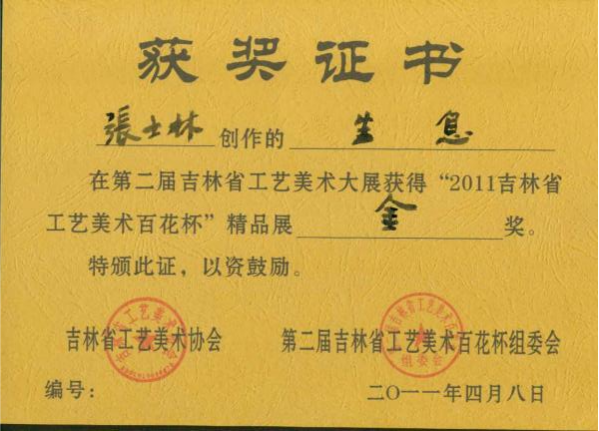 获奖证书
張士林创作的生息
在第二届吉林省工艺美术大展获得“2011吉林省
工艺美术百花杯”精品展金奖。
特颁此证，以资鼓励。
吉林省工艺美术协会 第二届吉林省工艺美术百花杯组委会
编号： 二〇一一年四月八日
组委会